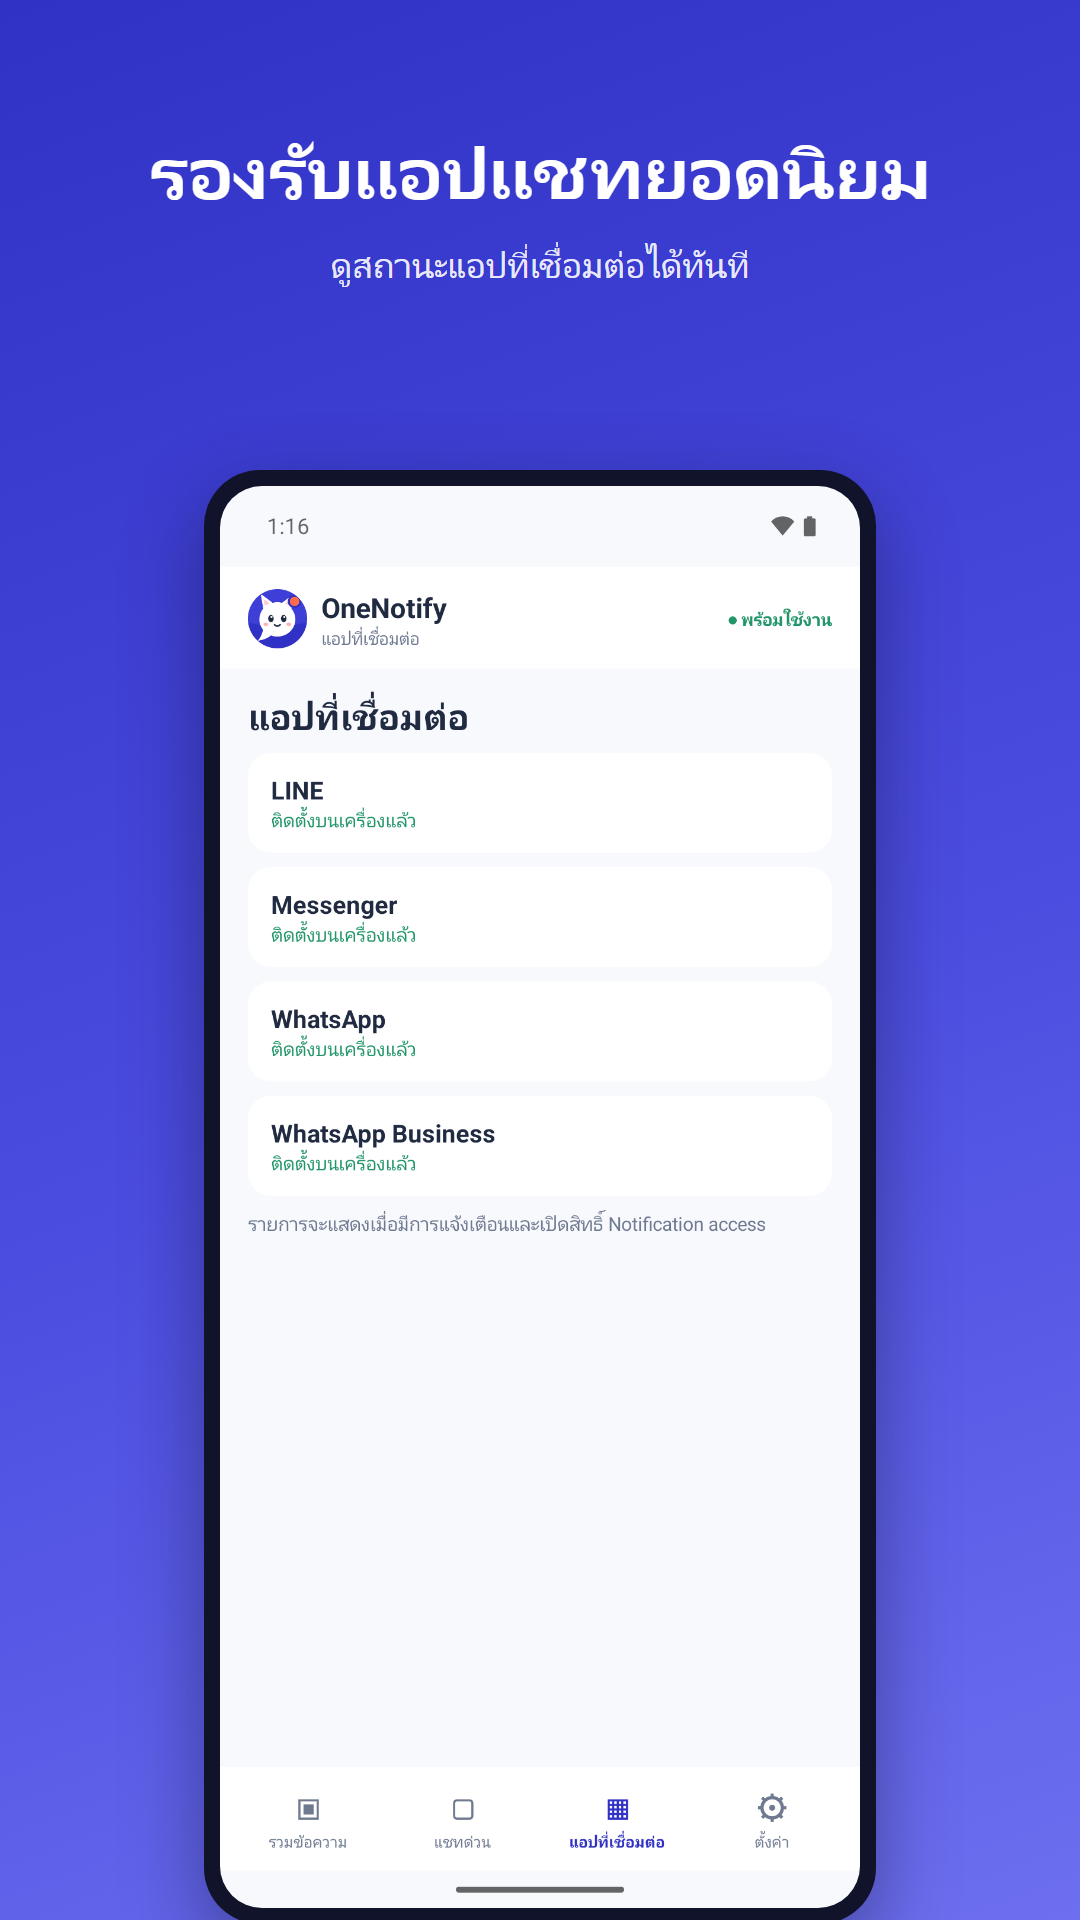 รองรับแอปแชทยอดนิยม
ดูสถานะแอปที่เชื่อมต่อได้ทันที
1:16
OneNotify
แอปที่เชื่อมต่อ
● พร้อมใช้งาน
แอปที่เชื่อมต่อ
LINE
ติดตั้งบนเครื่องแล้ว
Messenger
ติดตั้งบนเครื่องแล้ว
WhatsApp
ติดตั้งบนเครื่องแล้ว
WhatsApp Business
ติดตั้งบนเครื่องแล้ว
รายการจะแสดงเมื่อมีการแจ้งเตือนและเปิดสิทธิ์ Notification access
รวมข้อความ
แชทด่วน
แอปที่เชื่อมต่อ
ตั้งค่า